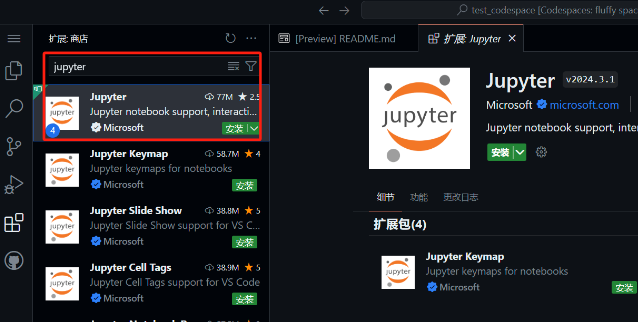 test_codespace [Codespaces: fluffy spac
扩展: 商店
[Preview] README.md
扩展: Jupyter
jupyter
Jupyter
77M
2.5
Jupyter notebook support, interacti...
Microsoft
安装
4
Jupyter Keymap
58.7M
4
Jupyter keymaps for notebooks
Microsoft
安装
Jupyter Slide Show
38.8M
5
Jupyter Slide Show support for VS C...
Microsoft
安装
Jupyter Cell Tags
38.9M
5
Jupyter Cell Tags support for VS Code
Microsoft
安装
jupyter
Jupyter
v2024.3.1
Microsoft
microsoft.com
Jupyter notebook support, inter
安装
细节
功能
更改日志
扩展包(4)
Jupyter Keymap
Jupyter keymaps for notebooks
Microsoft
安装